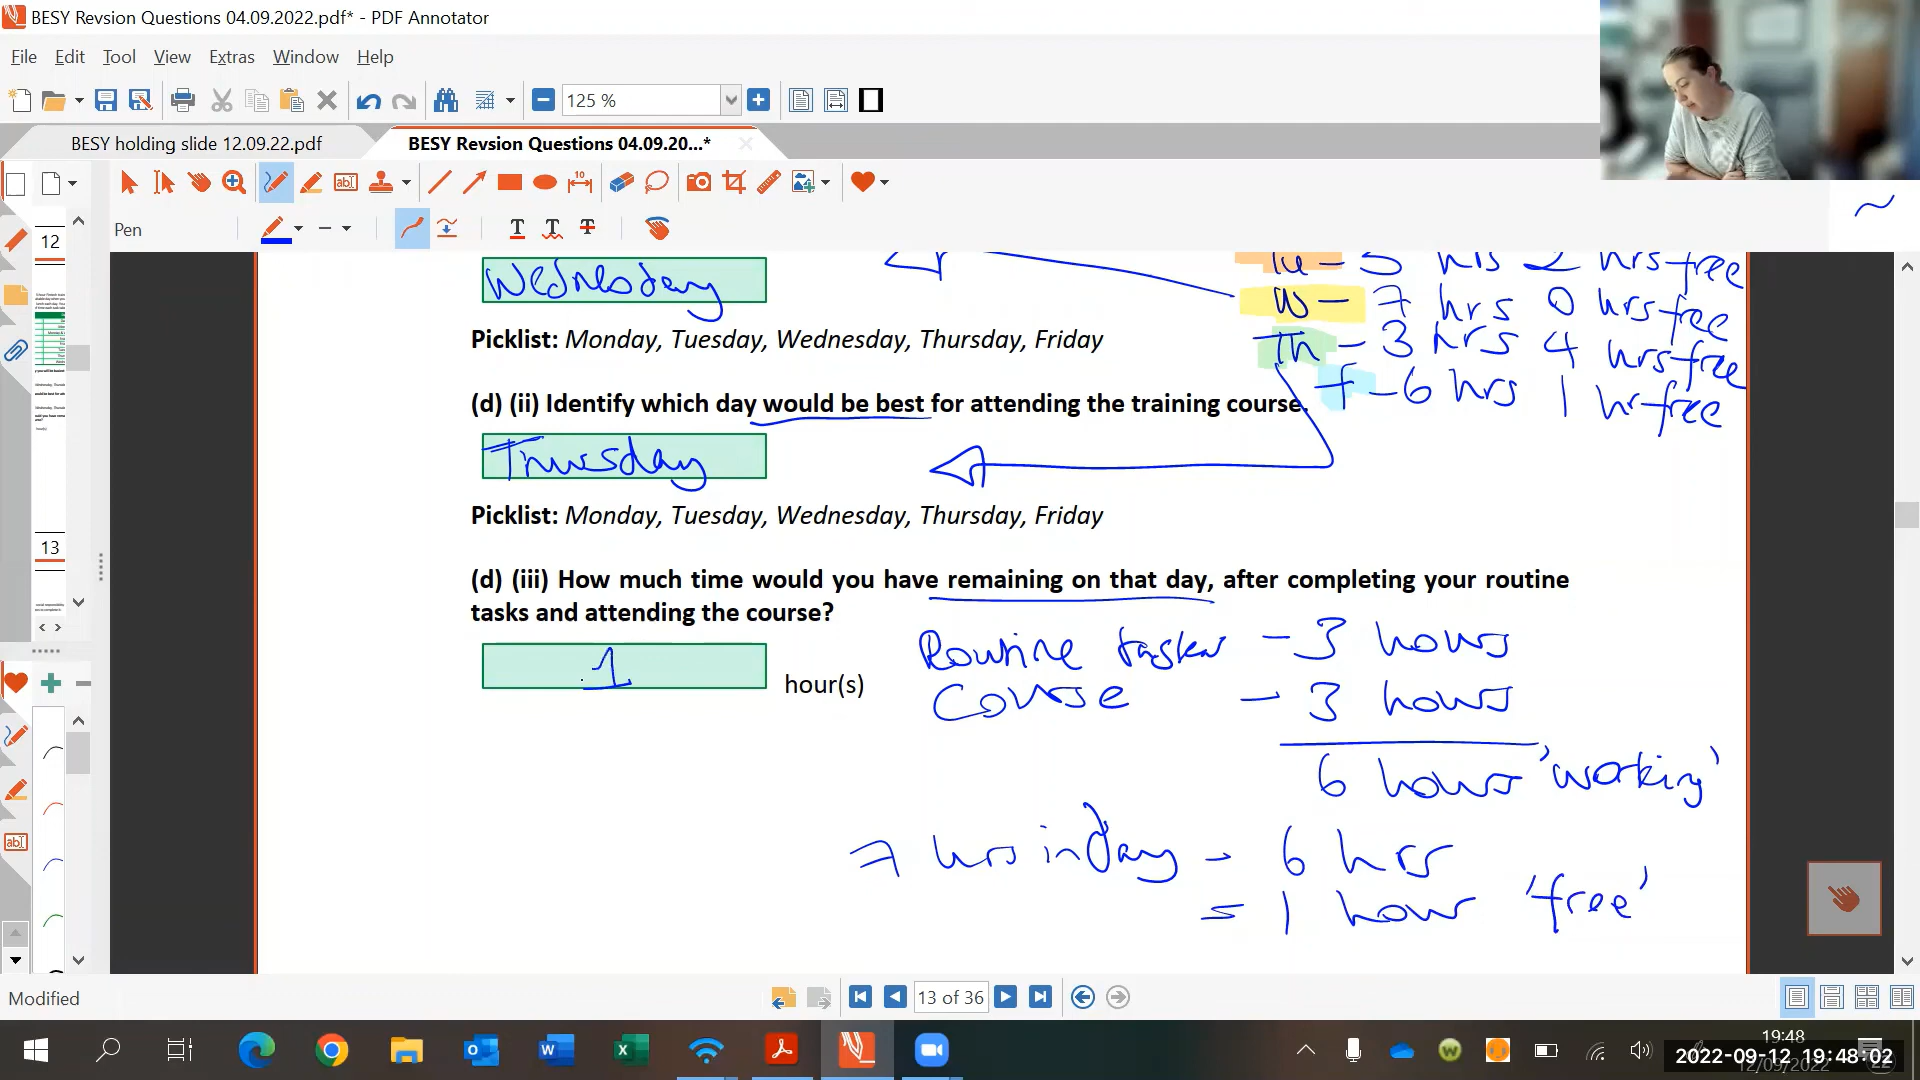 BESY Revsion Questions 04.09.2022.pdf* - PDF Annotator
File Edit Tool View Extras Window Help
125 %
BESY holding slide 12.09.22.pdf
BESY Revsion Questions 04.09.20...*
Pen
12
13
Wednesday
Picklist: Monday, Tuesday, Wednesday, Thursday, Friday
Tu – 5 hrs 2 hrs free
W – 7 hrs 0 hrs free
Th – 3 hrs 4 hrs free
F – 6 hrs 1 hr free
(d) (ii) Identify which day would be best for attending the training course.
Thursday
Picklist: Monday, Tuesday, Wednesday, Thursday, Friday
(d) (iii) How much time would you have remaining on that day, after completing your routine
tasks and attending the course?
1 hour(s)
Routine tasks – 3 hours
Course – 3 hours
6 hours 'working'
7 hrs in day – 6 hrs
= 1 hour 'free'
Modified
13 of 36
19:48
2022-09-12 19:48:02